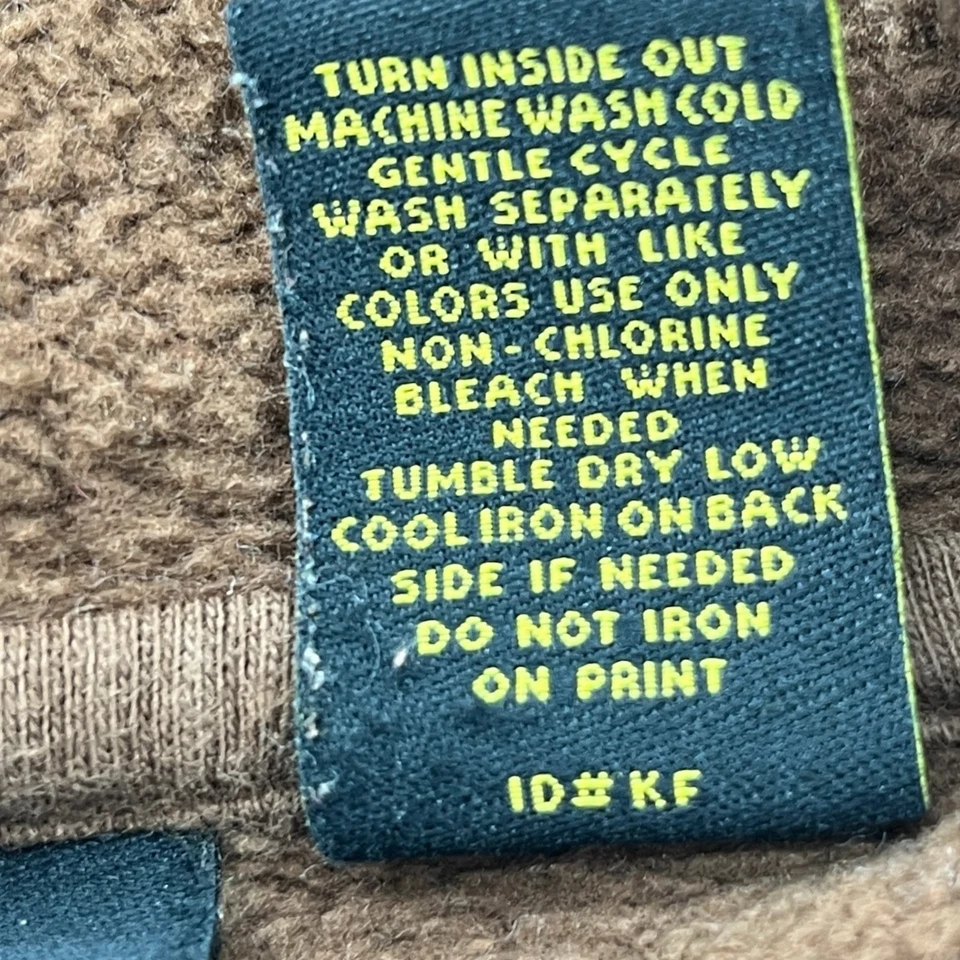 TURN INSIDE OUT
MACHINE WASH COLD
GENTLE CYCLE
WASH SEPARATELY
OR WITH LIKE
COLORS USE ONLY
NON-CHLORINE
BLEACH WHEN
NEEDED
TUMBLE DRY LOW
COOL IRON ON BACK
SIDE IF NEEDED
DO NOT IRON
ON PRINT
ID# KF